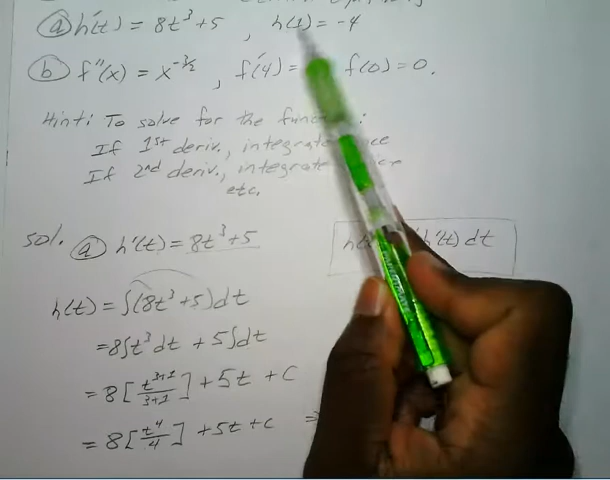 ⓐ h'(t) = 8t³ + 5 , h(1) = -4
ⓑ f''(x) = x^(-3/2) , f'(4) = f(0) = 0.
Hint: To solve for the
If 1st deriv., integrate
If 2nd deriv., integrate
etc.
sol. ⓐ h'(t) = 8t³ + 5
h'(t) dt
h(t) = ∫(8t³ + 5)dt
= 8∫t³ dt + 5∫dt
= 8[t^(3+1)/(3+1)] + 5t + C
= 8[t⁴/4] + 5t + c ⇒